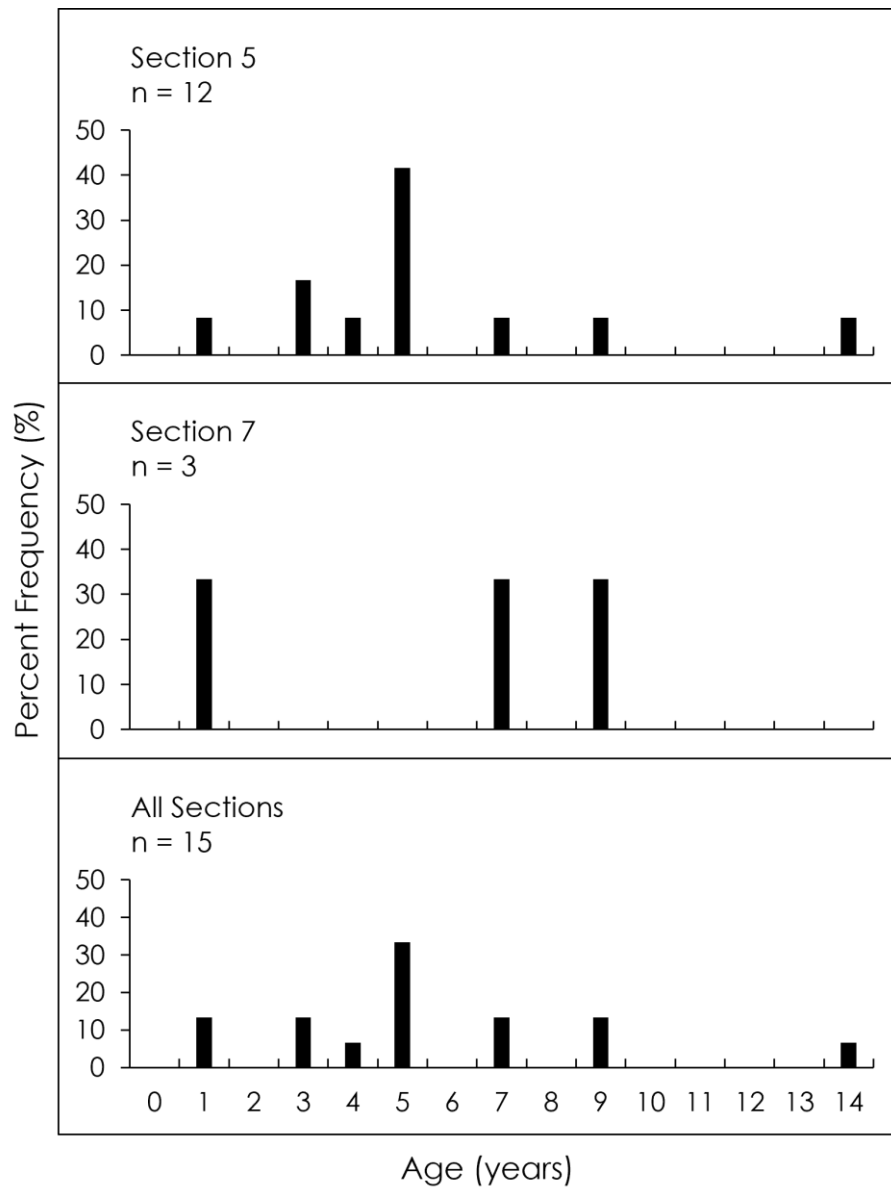 Section 5
n = 12
50
40
30
20
10
0
Section 7
n = 3
50
40
30
20
10
0
Percent Frequency (%)
All Sections
n = 15
50
40
30
20
10
0
0 1 2 3 4 5 6 7 8 9 10 11 12 13 14
Age (years)